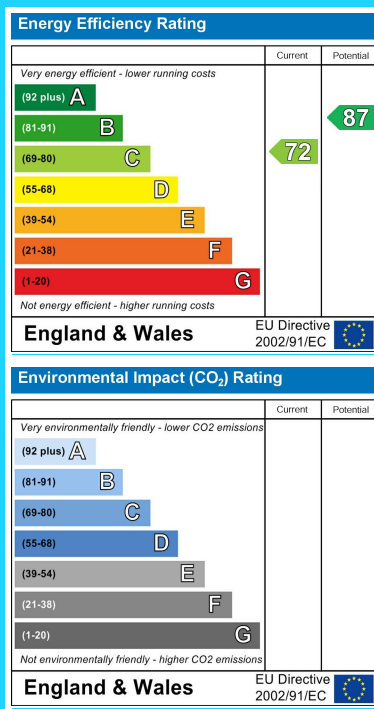 Energy Efficiency Rating
Current Potential
Very energy efficient - lower running costs
(92 plus) A
(81-91) B
(69-80) C
(55-68) D
(39-54) E
(21-38) F
(1-20) G
87
72
Not energy efficient - higher running costs
England & Wales
EU Directive
2002/91/EC
Environmental Impact (CO₂) Rating
Current Potential
Very environmentally friendly - lower CO2 emissions
(92 plus) A
(81-91) B
(69-80) C
(55-68) D
(39-54) E
(21-38) F
(1-20) G
Not environmentally friendly - higher CO2 emissions
England & Wales
EU Directive
2002/91/EC